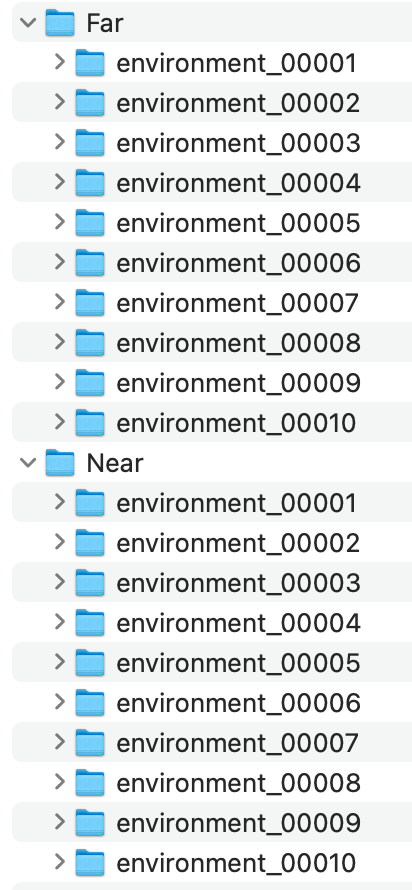 Far
environment_00001
environment_00002
environment_00003
environment_00004
environment_00005
environment_00006
environment_00007
environment_00008
environment_00009
environment_00010
Near
environment_00001
environment_00002
environment_00003
environment_00004
environment_00005
environment_00006
environment_00007
environment_00008
environment_00009
environment_00010